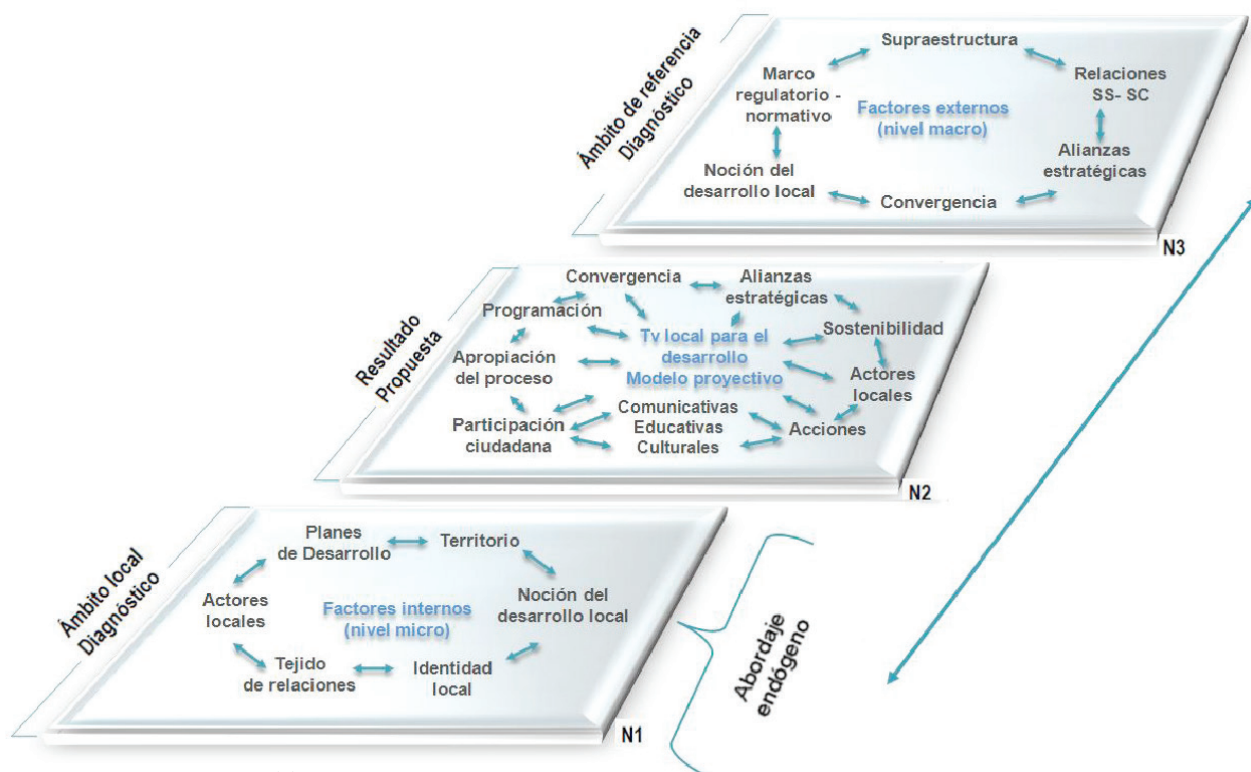 Ámbito de referencia
Diagnóstico
Supraestructura
Marco
regulatorio -
normativo
Relaciones
SS- SC
Factores externos
(nivel macro)
Alianzas
estratégicas
Noción del
desarrollo local
Convergencia
N3
Resultado
Propuesta
Convergencia
Alianzas
estratégicas
Programación
Sostenibilidad
Tv local para el
desarrollo
Modelo proyectivo
Apropiación
del proceso
Actores
locales
Comunicativas
Educativas
Culturales
Participación
ciudadana
Acciones
N2
Ámbito local
Diagnóstico
Planes
de Desarrollo
Territorio
Actores
locales
Factores internos
(nivel micro)
Noción del
desarrollo local
Tejido
de relaciones
Identidad
local
N1
Abordaje
endógeno